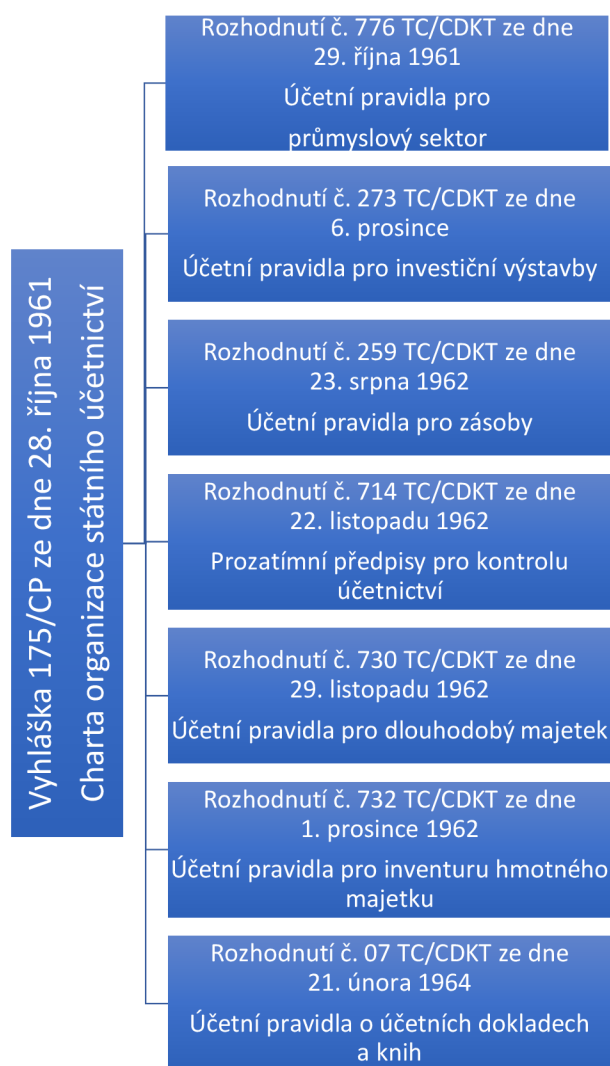 Vyhláška 175/CP ze dne 28. října 1961
Charta organizace státního účetnictví
Rozhodnutí č. 776 TC/CDKT ze dne
29. října 1961
Účetní pravidla pro
průmyslový sektor
Rozhodnutí č. 273 TC/CDKT ze dne
6. prosince
Účetní pravidla pro investiční výstavby
Rozhodnutí č. 259 TC/CDKT ze dne
23. srpna 1962
Účetní pravidla pro zásoby
Rozhodnutí č. 714 TC/CDKT ze dne
22. listopadu 1962
Prozatímní předpisy pro kontrolu
účetnictví
Rozhodnutí č. 730 TC/CDKT ze dne
29. listopadu 1962
Účetní pravidla pro dlouhodobý majetek
Rozhodnutí č. 732 TC/CDKT ze dne
1. prosince 1962
Účetní pravidla pro inventuru hmotného
majetku
Rozhodnutí č. 07 TC/CDKT ze dne
21. února 1964
Účetní pravidla o účetních dokladech
a knih